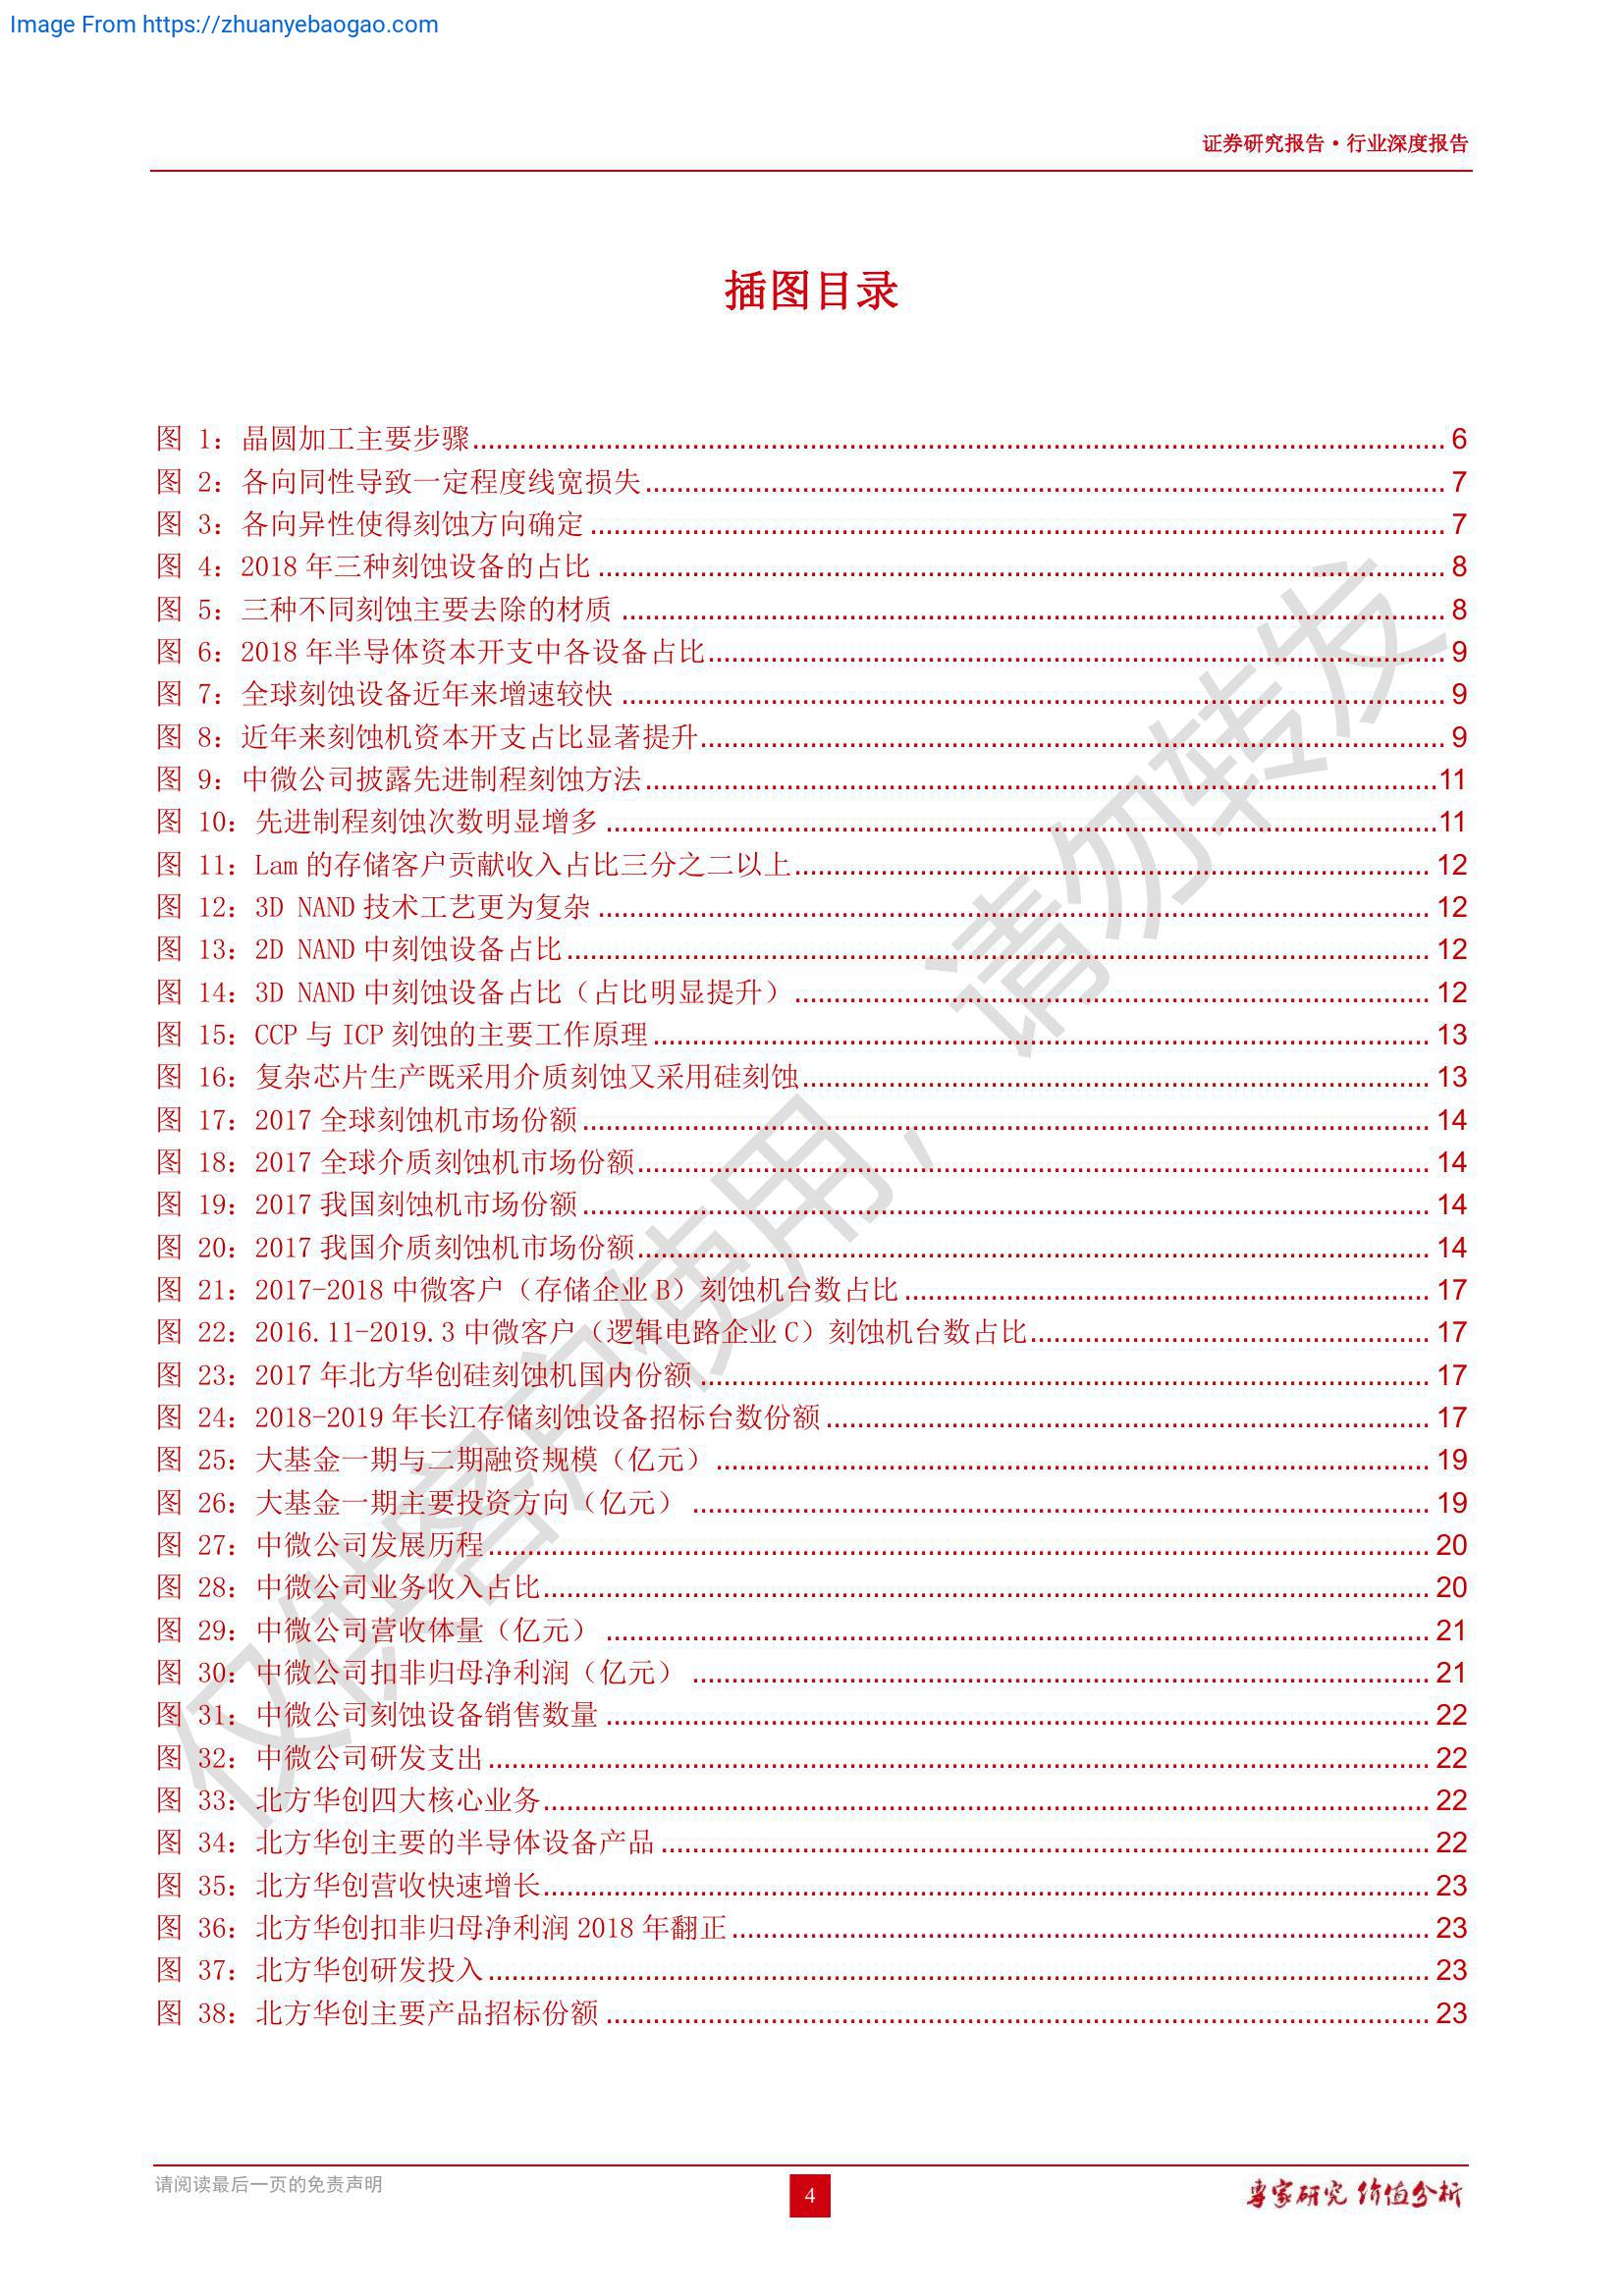 Image From https://zhuanyebaogao.com
证券研究报告·行业深度报告
插图目录
图 1：晶圆加工主要步骤........................ 6
图 2：各向同性导致一定程度线宽损失........................ 7
图 3：各向异性使得刻蚀方向确定........................ 7
图 4：2018 年三种刻蚀设备的占比........................ 8
图 5：三种不同刻蚀主要去除的材质........................ 8
图 6：2018 年半导体资本开支中各设备占比........................ 9
图 7：全球刻蚀设备近年来增速较快........................ 9
图 8：近年来刻蚀机资本开支占比显著提升........................ 9
图 9：中微公司披露先进制程刻蚀方法........................11
图 10：先进制程刻蚀次数明显增多........................11
图 11：Lam 的存储客户贡献收入占比三分之二以上........................ 12
图 12：3D NAND 技术工艺更为复杂........................ 12
图 13：2D NAND 中刻蚀设备占比........................ 12
图 14：3D NAND 中刻蚀设备占比（占比明显提升）........................ 12
图 15：CCP 与 ICP 刻蚀的主要工作原理........................ 13
图 16：复杂芯片生产既采用介质刻蚀又采用硅刻蚀........................ 13
图 17：2017 全球刻蚀机市场份额........................ 14
图 18：2017 全球介质刻蚀机市场份额........................ 14
图 19：2017 我国刻蚀机市场份额........................ 14
图 20：2017 我国介质刻蚀机市场份额........................ 14
图 21：2017-2018 中微客户（存储企业 B）刻蚀机台数占比........................ 17
图 22：2016.11-2019.3 中微客户（逻辑电路企业 C）刻蚀机台数占比........................ 17
图 23：2017 年北方华创硅刻蚀机国内份额........................ 17
图 24：2018-2019 年长江存储刻蚀设备招标台数份额........................ 17
图 25：大基金一期与二期融资规模（亿元）........................ 19
图 26：大基金一期主要投资方向（亿元）........................ 19
图 27：中微公司发展历程........................ 20
图 28：中微公司业务收入占比........................ 20
图 29：中微公司营收体量（亿元）........................ 21
图 30：中微公司扣非归母净利润（亿元）........................ 21
图 31：中微公司刻蚀设备销售数量........................ 22
图 32：中微公司研发支出........................ 22
图 33：北方华创四大核心业务........................ 22
图 34：北方华创主要的半导体设备产品........................ 22
图 35：北方华创营收快速增长........................ 23
图 36：北方华创扣非归母净利润 2018 年翻正........................ 23
图 37：北方华创研发投入........................ 23
图 38：北方华创主要产品招标份额........................ 23
仅供客户使用，请勿转发
请阅读最后一页的免责声明
4
专家研究 价值分析